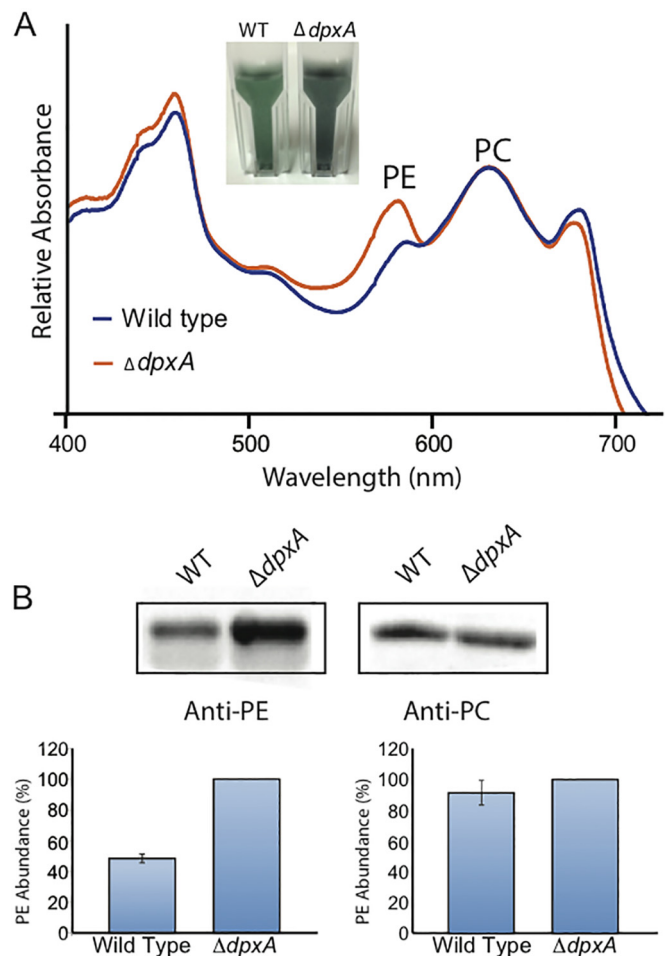 A
WT ΔdpxA
Relative Absorbance
PE
PC
Wild type
ΔdpxA
400 500 600 700
Wavelength (nm)
B
WT ΔdpxA
WT ΔdpxA
Anti-PE
Anti-PC
PE Abundance (%)
120
100
80
60
40
20
0
Wild Type ΔdpxA
PE Abundance (%)
120
100
80
60
40
20
0
Wild Type ΔdpxA